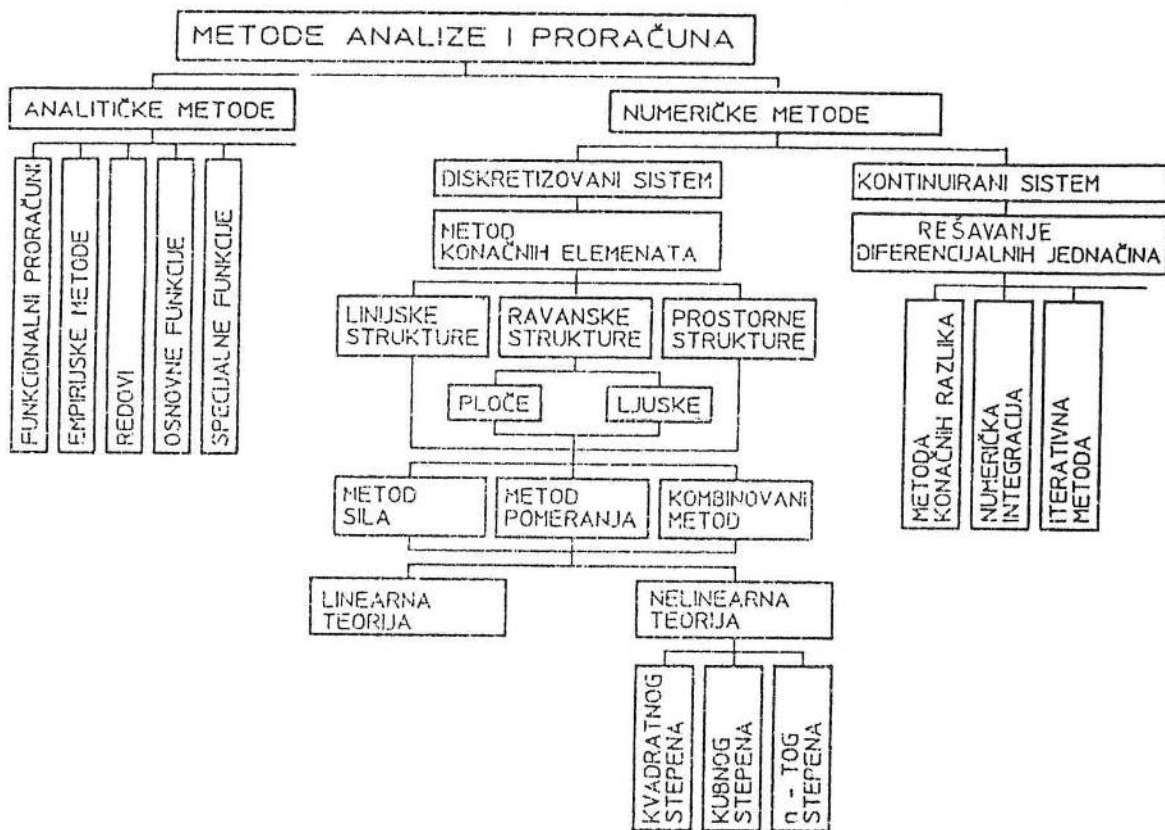 METODE ANALIZE I PRORAČUNA
ANALITIČKE METODE
NUMERIČKE METODE
FUNKCIONALNI PRORAČUNI
EMPIRIJSKE METODE
REDOVI
OSNOVNE FUNKCIJE
SPECIJALNE FUNKCIJE
DISKRETIZOVANI SISTEM
KONTINUIRANI SISTEM
METOD
KONAČNIH ELEMENATA
REŠAVANJE
DIFERENCIJALNIH JEDNAČINA
LINIJSKE
STRUKTURE
RAVANSKE
STRUKTURE
PROSTORNE
STRUKTURE
PLOČE
LJUSKE
METODA
KONAČNIH RAZLIKA
NUMERIČKA
INTEGRACIJA
ITERATIVNA
METODA
METOD
SILA
METOD
POMERANJA
KOMBINOVANI
METOD
LINEARNA
TEORIJA
NELINEARNA
TEORIJA
KVADRATNOG
STEPENA
KUBNOG
STEPENA
n - TOG
STEPENA